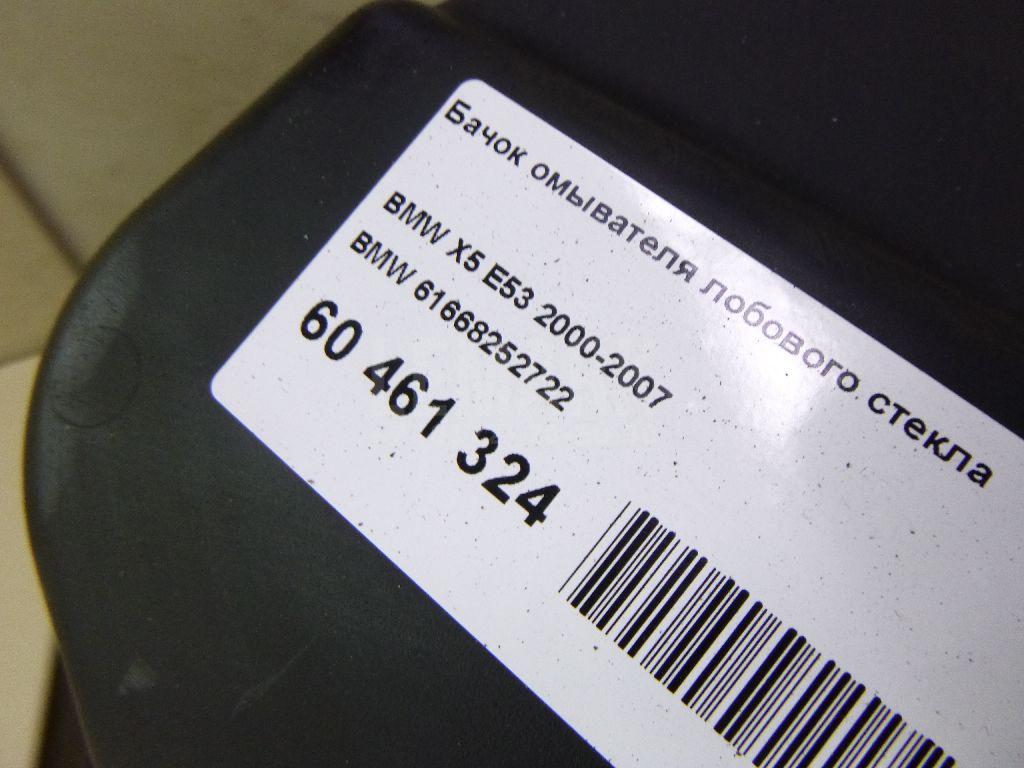 Бачок омывателя лобового стекла
BMW X5 E53 2000-2007
BMW 61668252722
60 461 324